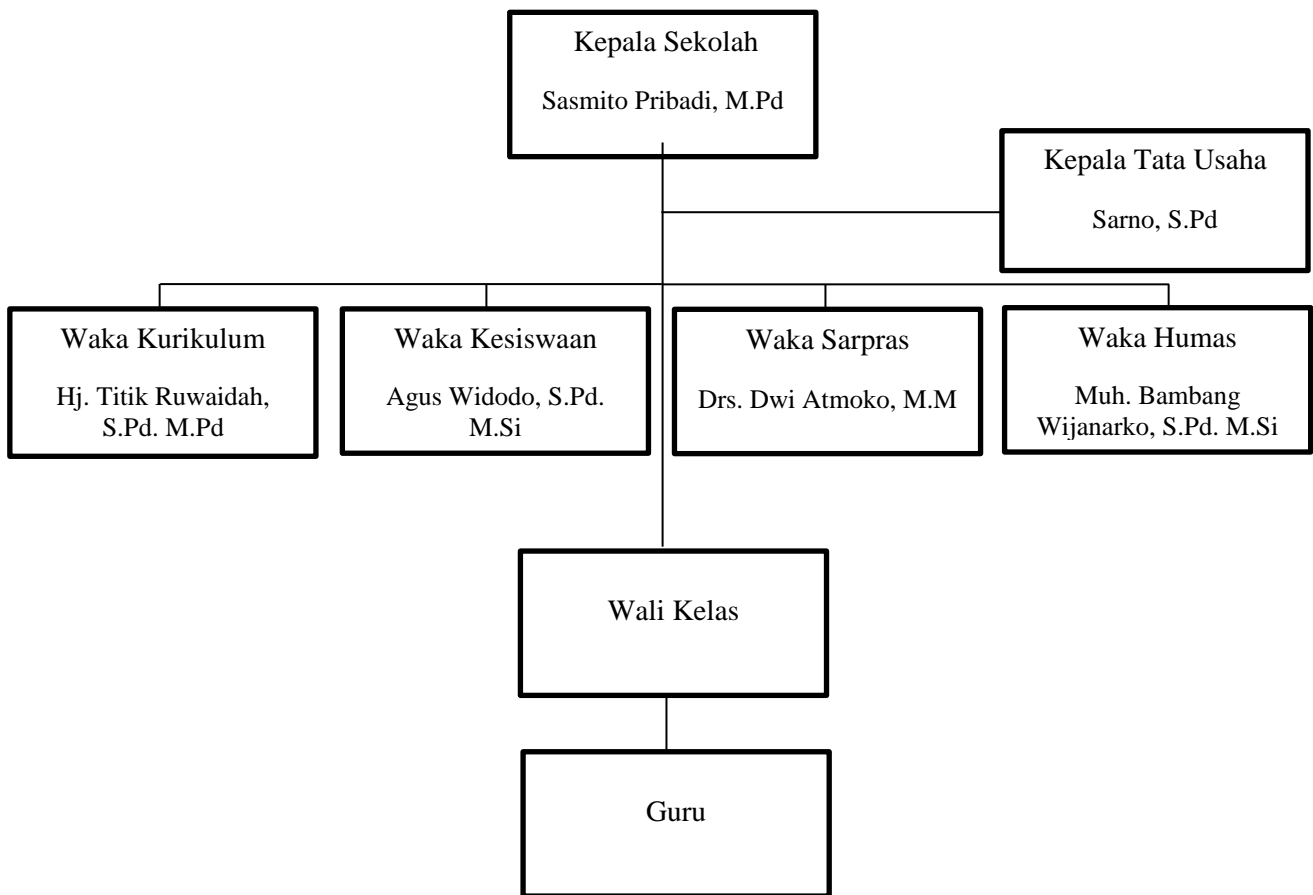 Kepala Sekolah
Sasmito Pribadi, M.Pd
Kepala Tata Usaha
Sarno, S.Pd
Waka Kurikulum
Hj. Titik Ruwaidah,
S.Pd. M.Pd
Waka Kesiswaan
Agus Widodo, S.Pd.
M.Si
Waka Sarpras
Drs. Dwi Atmoko, M.M
Waka Humas
Muh. Bambang
Wijanarko, S.Pd. M.Si
Wali Kelas
Guru